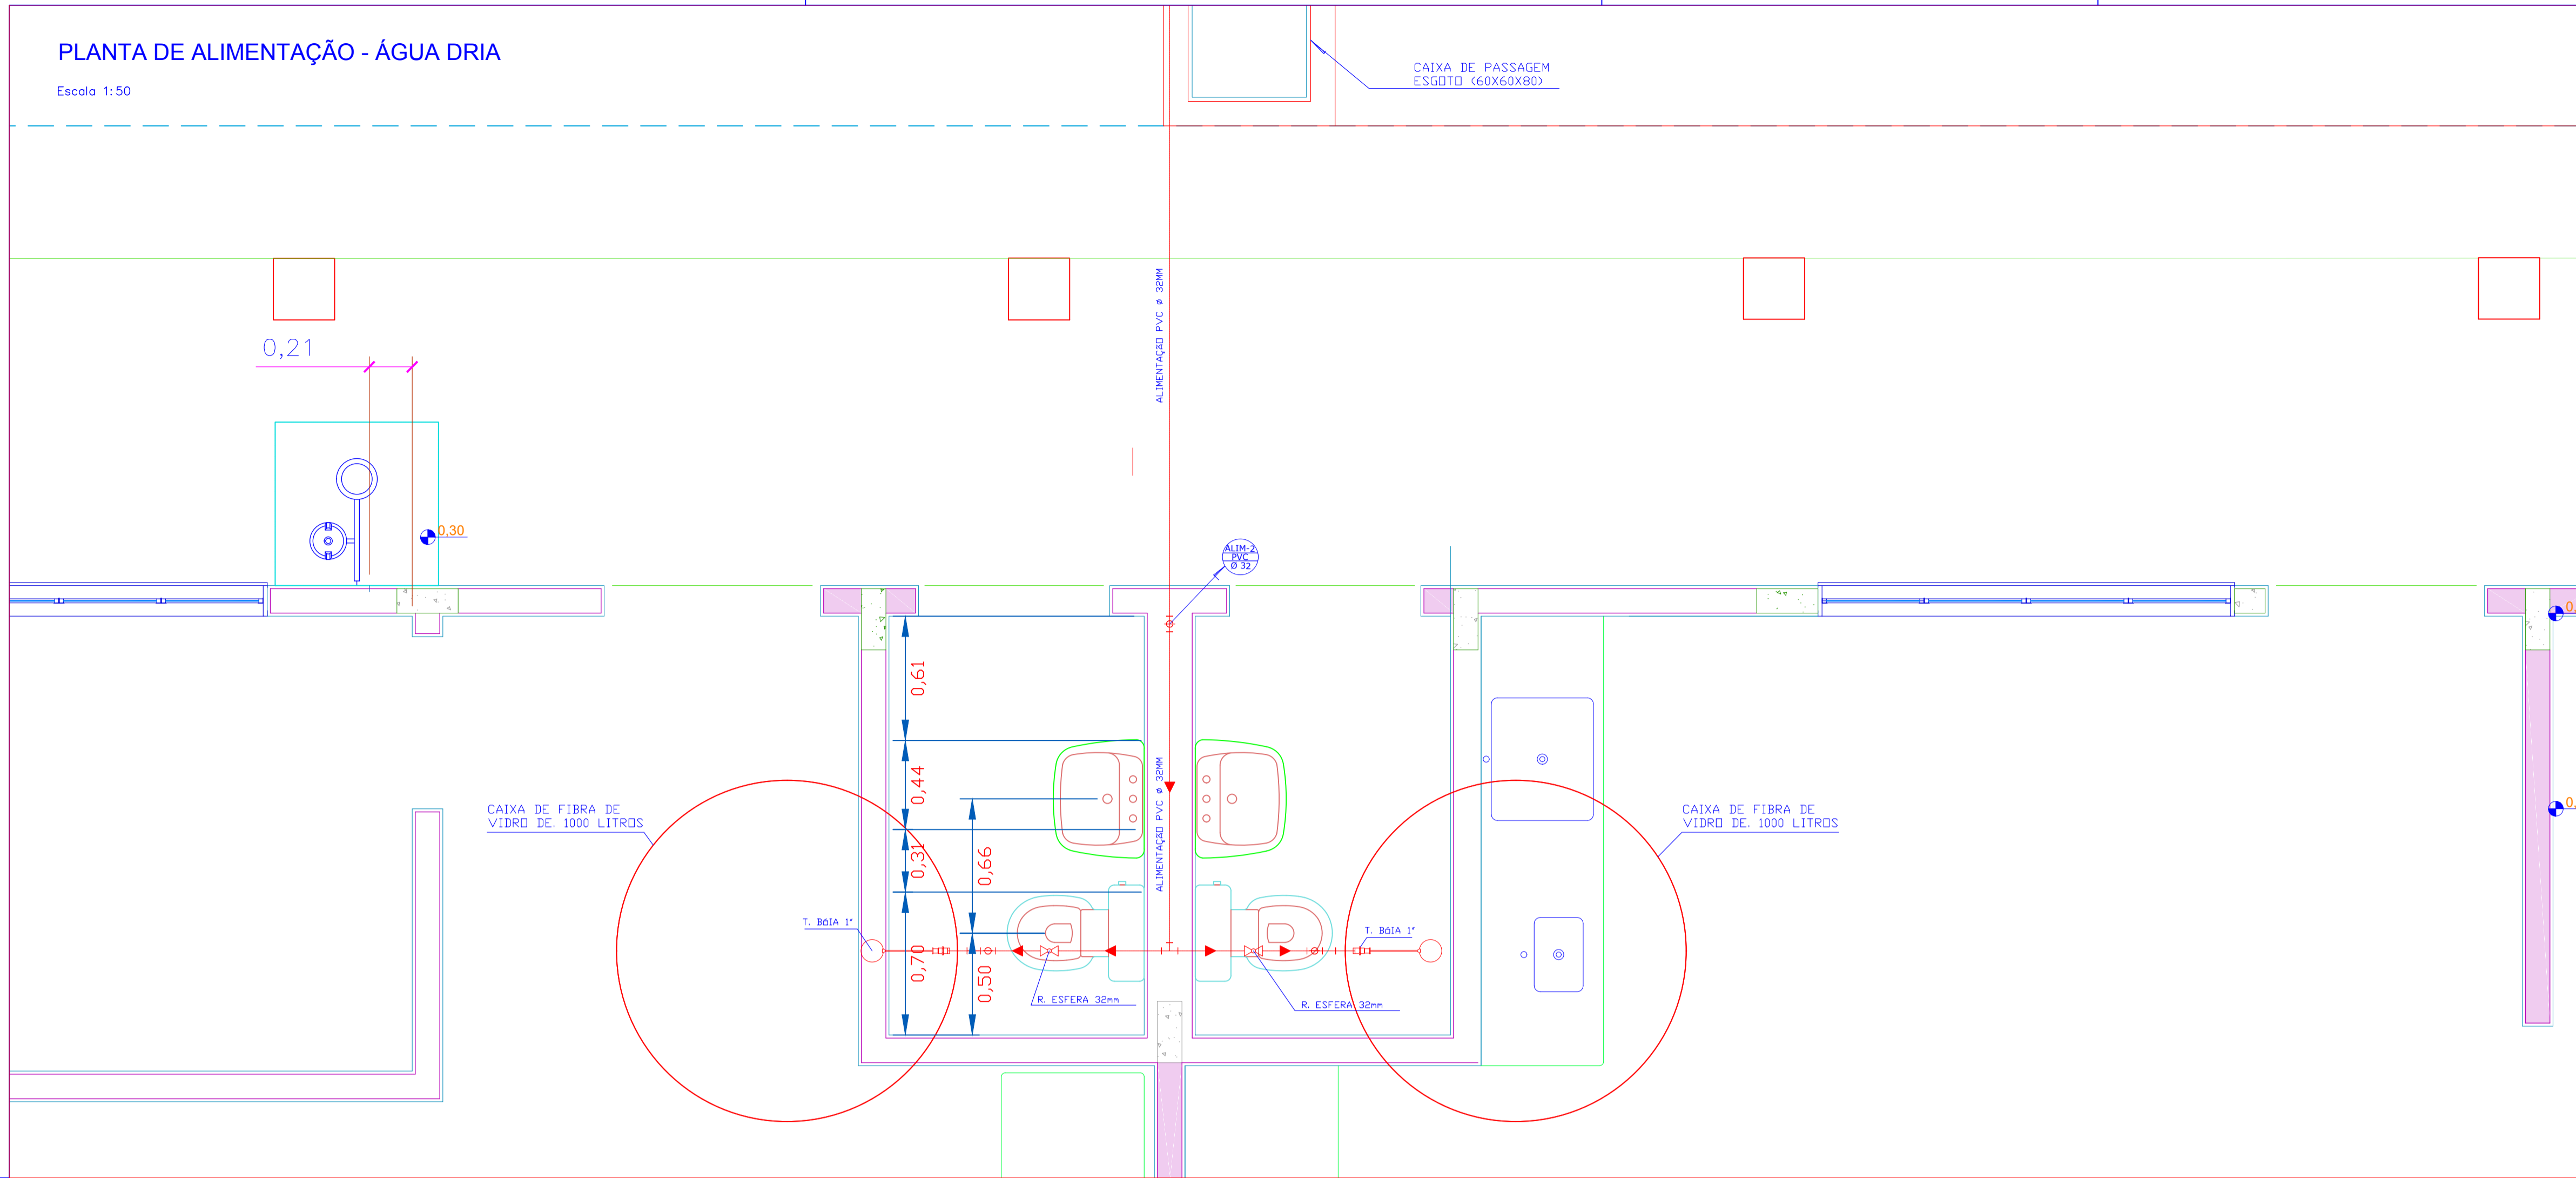 PLANTA DE ALIMENTAÇÃO - ÁGUA DRIA
Escala 1:50
CAIXA DE PASSAGEM
ESGOTO (60X60X80)
ALIMENTAÇÃO PVC ø 32MM
0,21
0,30
ALIM-2
PVC
Ø 32
0,61
0,44
0,31
0,66
0,70
0,50
ALIMENTAÇÃO PVC ø 32MM
CAIXA DE FIBRA DE
VIDRO DE. 1000 LITROS
CAIXA DE FIBRA DE
VIDRO DE. 1000 LITROS
T. BóIA 1"
T. BóIA 1"
R. ESFERA 32mm
R. ESFERA 32mm